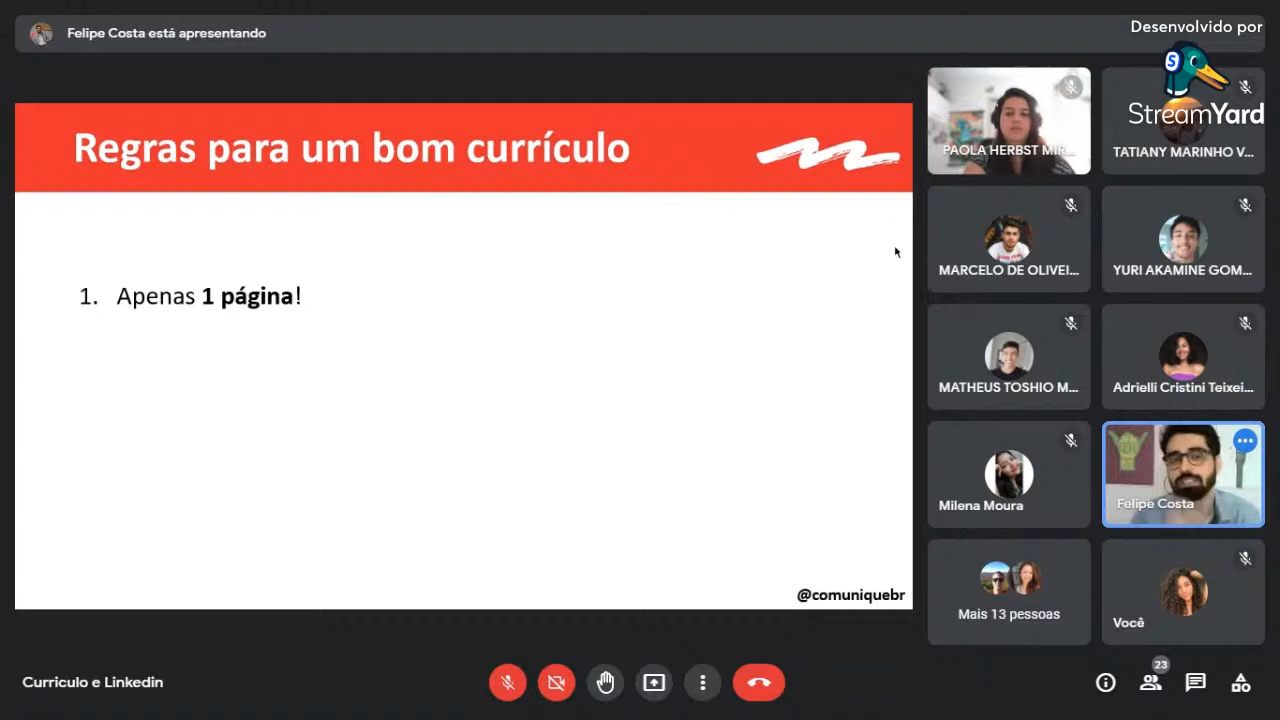 Felipe Costa está apresentando
Desenvolvido por
S
StreamYard
Regras para um bom currículo
1. Apenas 1 página!
@comuniquebr
PAOLA HERBST MIR...
TATIANY MARINHO V...
MARCELO DE OLIVEI...
YURI AKAMINE GOM...
MATHEUS TOSHIO M...
Adrielli Cristini Teixei...
Milena Moura
Felipe Costa
Mais 13 pessoas
Você
Curriculo e Linkedin
23